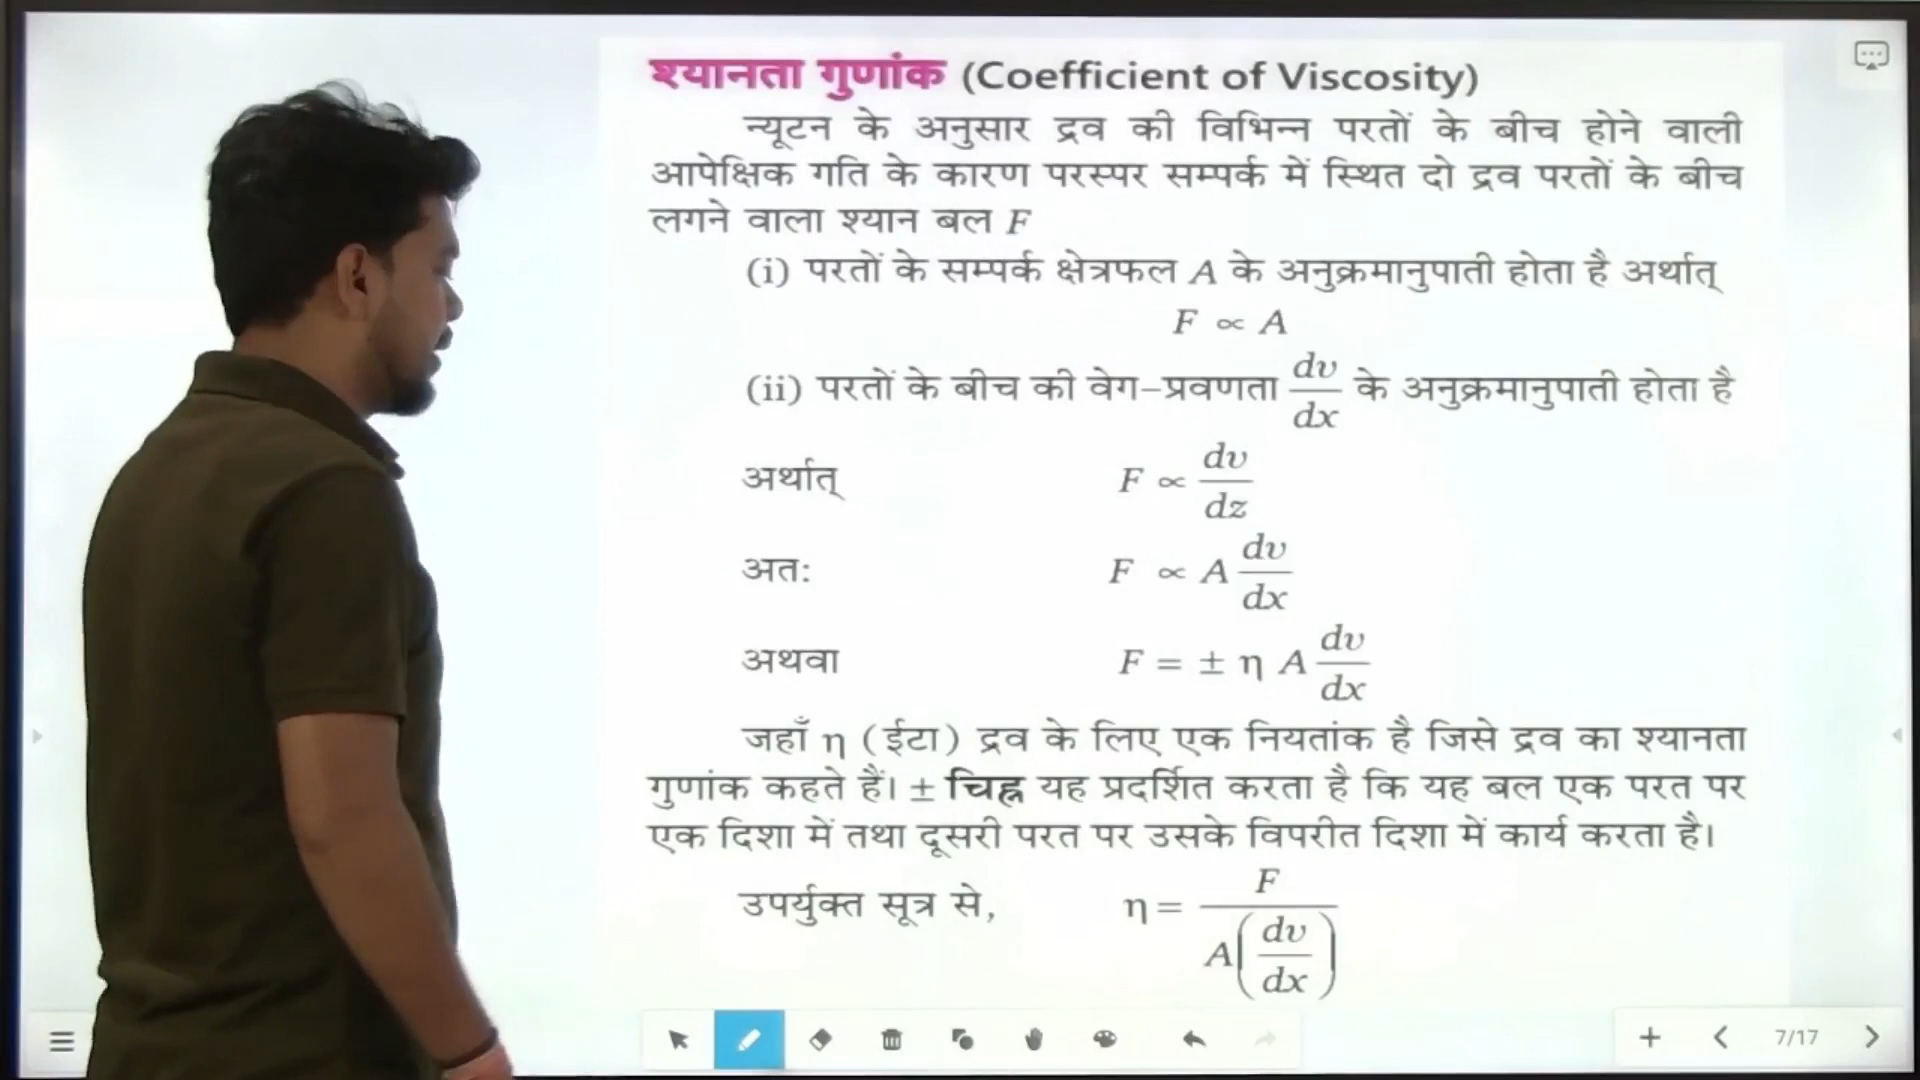 श्यानता गुणांक (Coefficient of Viscosity)
न्यूटन के अनुसार द्रव की विभिन्न परतों के बीच होने वाली
आपेक्षिक गति के कारण परस्पर सम्पर्क में स्थित दो द्रव परतों के बीच
लगने वाला श्यान बल F
(i) परतों के सम्पर्क क्षेत्रफल A के अनुक्रमानुपाती होता है अर्थात्
F ∝ A
(ii) परतों के बीच की वेग-प्रवणता dv/dx के अनुक्रमानुपाती होता है
अर्थात् F ∝ dv/dz
अतः F ∝ A dv/dx
अथवा F = ± η A dv/dx
जहाँ η (ईटा) द्रव के लिए एक नियतांक है जिसे द्रव का श्यानता
गुणांक कहते हैं। ± चिह्न यह प्रदर्शित करता है कि यह बल एक परत पर
एक दिशा में तथा दूसरी परत पर उसके विपरीत दिशा में कार्य करता है।
उपर्युक्त सूत्र से, η = F/A(dv/dx)
7/17